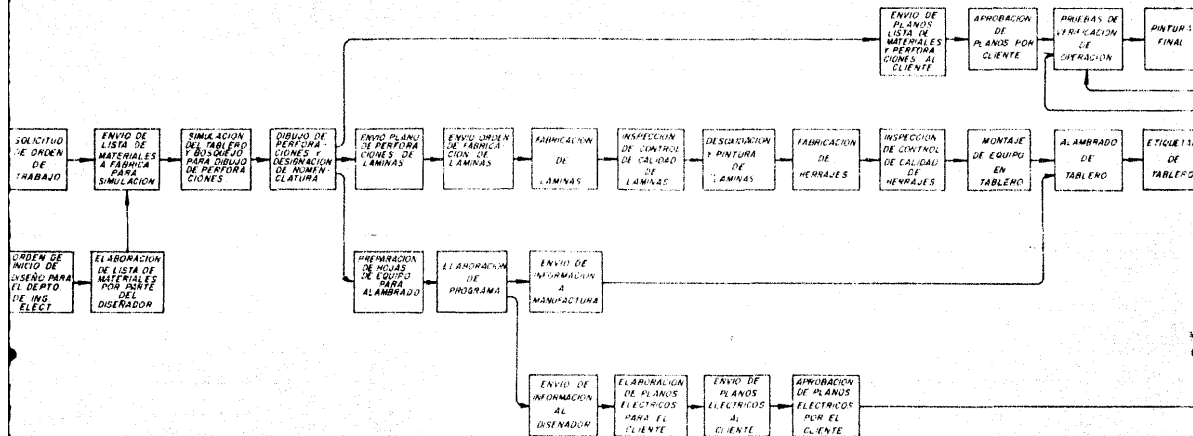 ENVIO DE
PLANOS
LISTA DE
MATERIALES
Y PERFORA
CIONES AL
CLIENTE
APROBACION
DE
PLANOS POR
CLIENTE
PRUEBAS DE
VERIFICACION
DE
OPERACION
PINTURA
FINAL
SOLICITUD
DE ORDEN
DE
TRABAJO
ENVIO DE
LISTA DE
MATERIALES
A FABRICA
PARA
SIMULACION
SIMULACION
DEL TABLERO
Y BOSQUEJO
PARA DIBUJO
DE PERFORA
CIONES
DIBUJO DE
PERFORA-
CIONES Y
DESIGNACION
DE NOMEN-
CLATURA
ENVIO PLANO
DE PERFORA
CIONES DE
LAMINAS
ENVIO ORDEN
DE FABRICA
CION DE
LAMINAS
FABRICACION
DE
LAMINAS
INSPECCION
DE CONTROL
DE CALIDAD
DE
LAMINAS
DESOXIDACION
Y PINTURA
DE
LAMINAS
FABRICACION
DE
HERRAJES
INSPECCION
DE CONTROL
DE CALIDAD
DE
HERRAJES
MONTAJE
DE EQUIPO
EN
TABLERO
ALAMBRADO
DE
TABLERO
ETIQUETAD
DE
TABLERO
ORDEN DE
INICIO DE
DISEÑO PARA
EL DEPTO.
DE ING.
ELECT
ELABORACION
DE LISTA DE
MATERIALES
POR PARTE
DEL
DISEÑADOR
PREPARACION
DE HOJAS
DE EQUIPO
PARA
ALAMBRADO
ELABORACION
DE
PROGRAMA
ENVIO DE
INFORMACION
A
MANUFACTURA
ENVIO DE
INFORMACION
AL
DISEÑADOR
ELABORACION
DE PLANOS
ELECTRICOS
PARA EL
CLIENTE
ENVIO DE
PLANOS
ELECTRICOS
AL
CLIENTE
APROBACION
DE PLANOS
ELECTRICOS
POR EL
CLIENTE